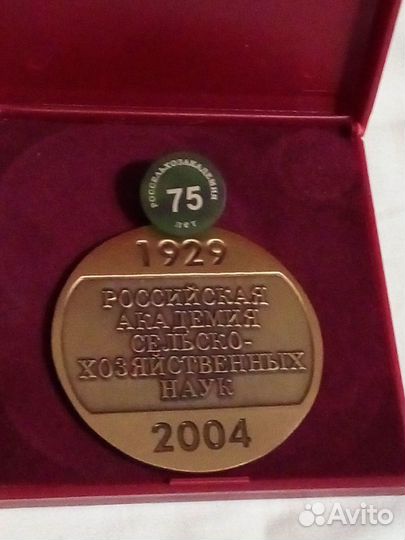 РОССЕЛЬХОЗАКАДЕМИЯ
75
лет
1929
РОССИЙСКАЯ
АКАДЕМИЯ
СЕЛЬСКО-
ХОЗЯЙСТВЕННЫХ
НАУК
2004
Avito